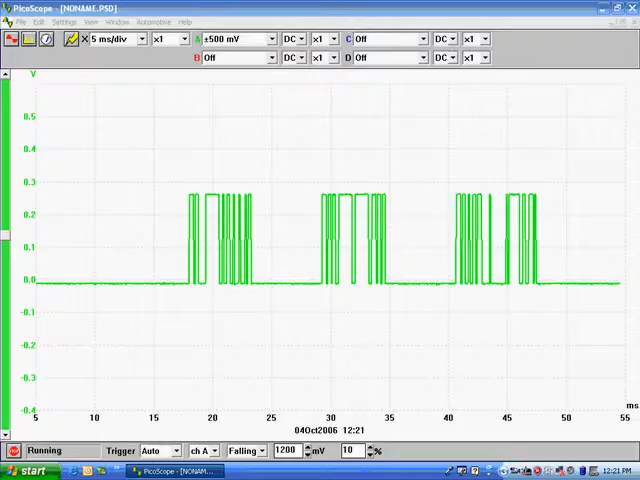 PicoScope - [NONAME.PSD]
File Edit Settings View Window Automotive Help
X 5 ms/div x1 A ±500 mV DC x1 C Off DC x1
B Off DC x1 D Off DC x1
V
0.5
0.4
0.3
0.2
0.1
0.0
-0.1
-0.2
-0.3
-0.4
ms
5 10 15 20 25 30 35 40 45 50 55
04Oct2006 12:21
Running Trigger Auto ch A Falling 1200 mV 10 %
start PicoScope - [NONAM... 12:21 PM